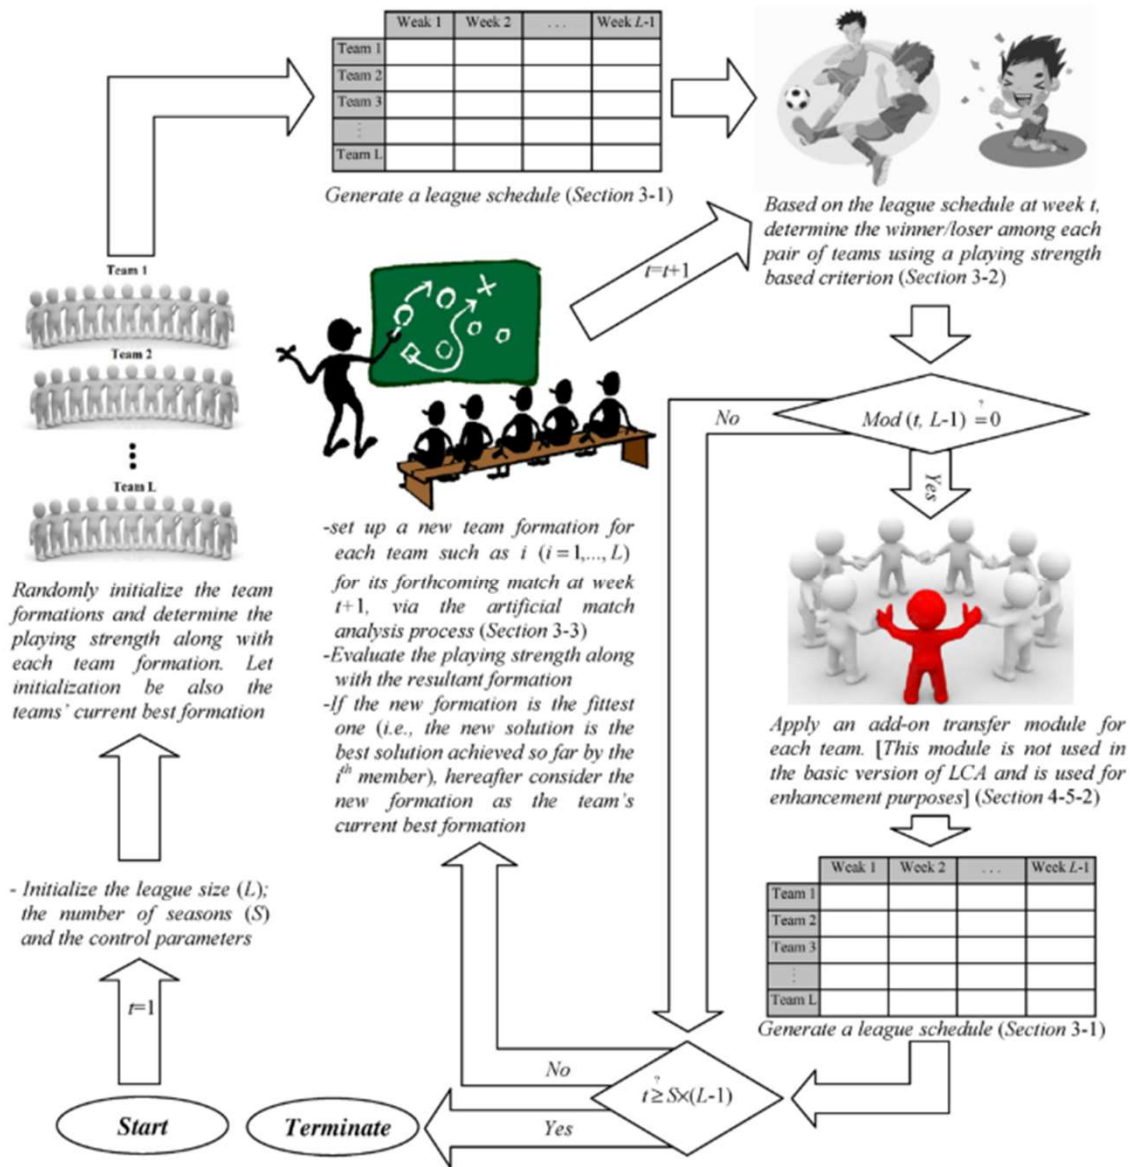 Weak 1 Week 2 ... Week L-1
Team 1
Team 2
Team 3
⋮
Team L
Generate a league schedule (Section 3-1)
Based on the league schedule at week t,
determine the winner/loser among each
pair of teams using a playing strength
based criterion (Section 3-2)
t=t+1
Mod (t, L-1) ?= 0
No
Yes
Team 1
Team 2
⋮
Team L
Randomly initialize the team
formations and determine the
playing strength along with
each team formation. Let
initialization be also the
teams' current best formation
-set up a new team formation for
each team such as i (i = 1,..., L)
for its forthcoming match at week
t+1, via the artificial match
analysis process (Section 3-3)
-Evaluate the playing strength along
with the resultant formation
-If the new formation is the fittest
one (i.e., the new solution is the
best solution achieved so far by the
i^th member), hereafter consider the
new formation as the team's
current best formation
Apply an add-on transfer module for
each team. [This module is not used in
the basic version of LCA and is used for
enhancement purposes] (Section 4-5-2)
Weak 1 Week 2 ... Week L-1
Team 1
Team 2
Team 3
⋮
Team L
Generate a league schedule (Section 3-1)
- Initialize the league size (L);
the number of seasons (S)
and the control parameters
t=1
Start
Terminate
No
Yes
t ?≥ S×(L-1)